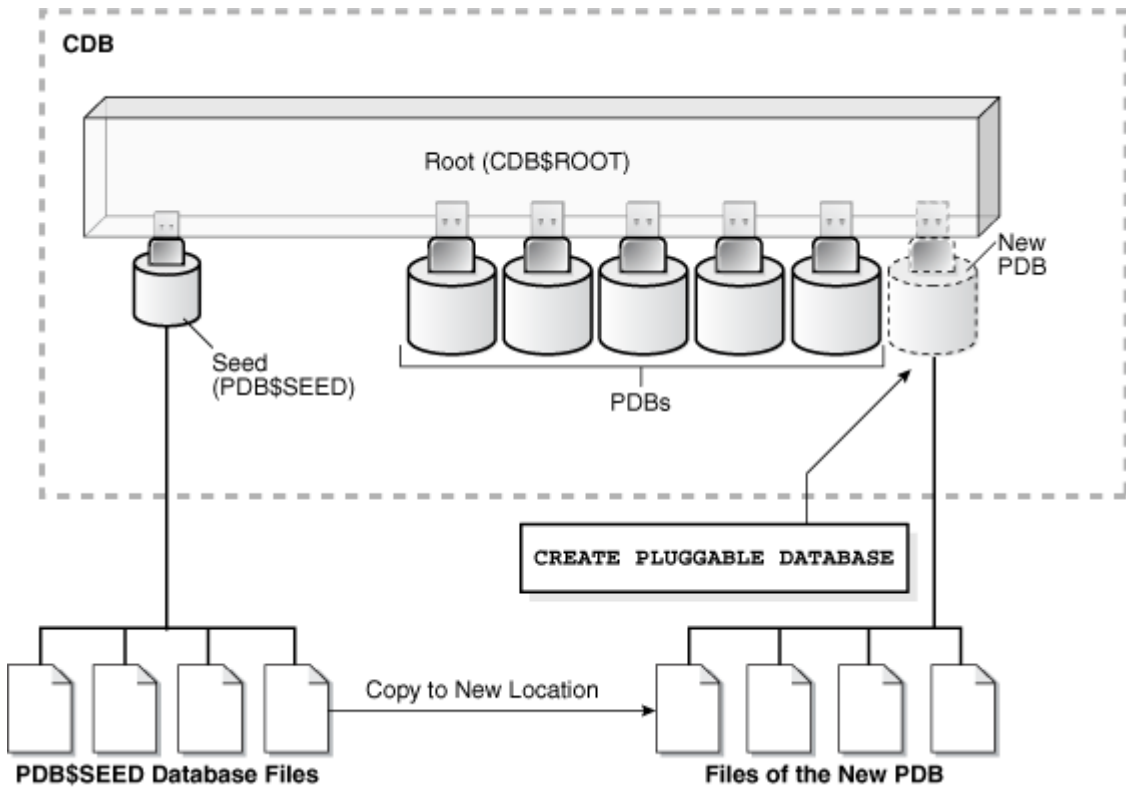 CDB
Root (CDB$ROOT)
New
PDB
Seed
(PDB$SEED)
PDBs
CREATE PLUGGABLE DATABASE
Copy to New Location
PDB$SEED Database Files
Files of the New PDB